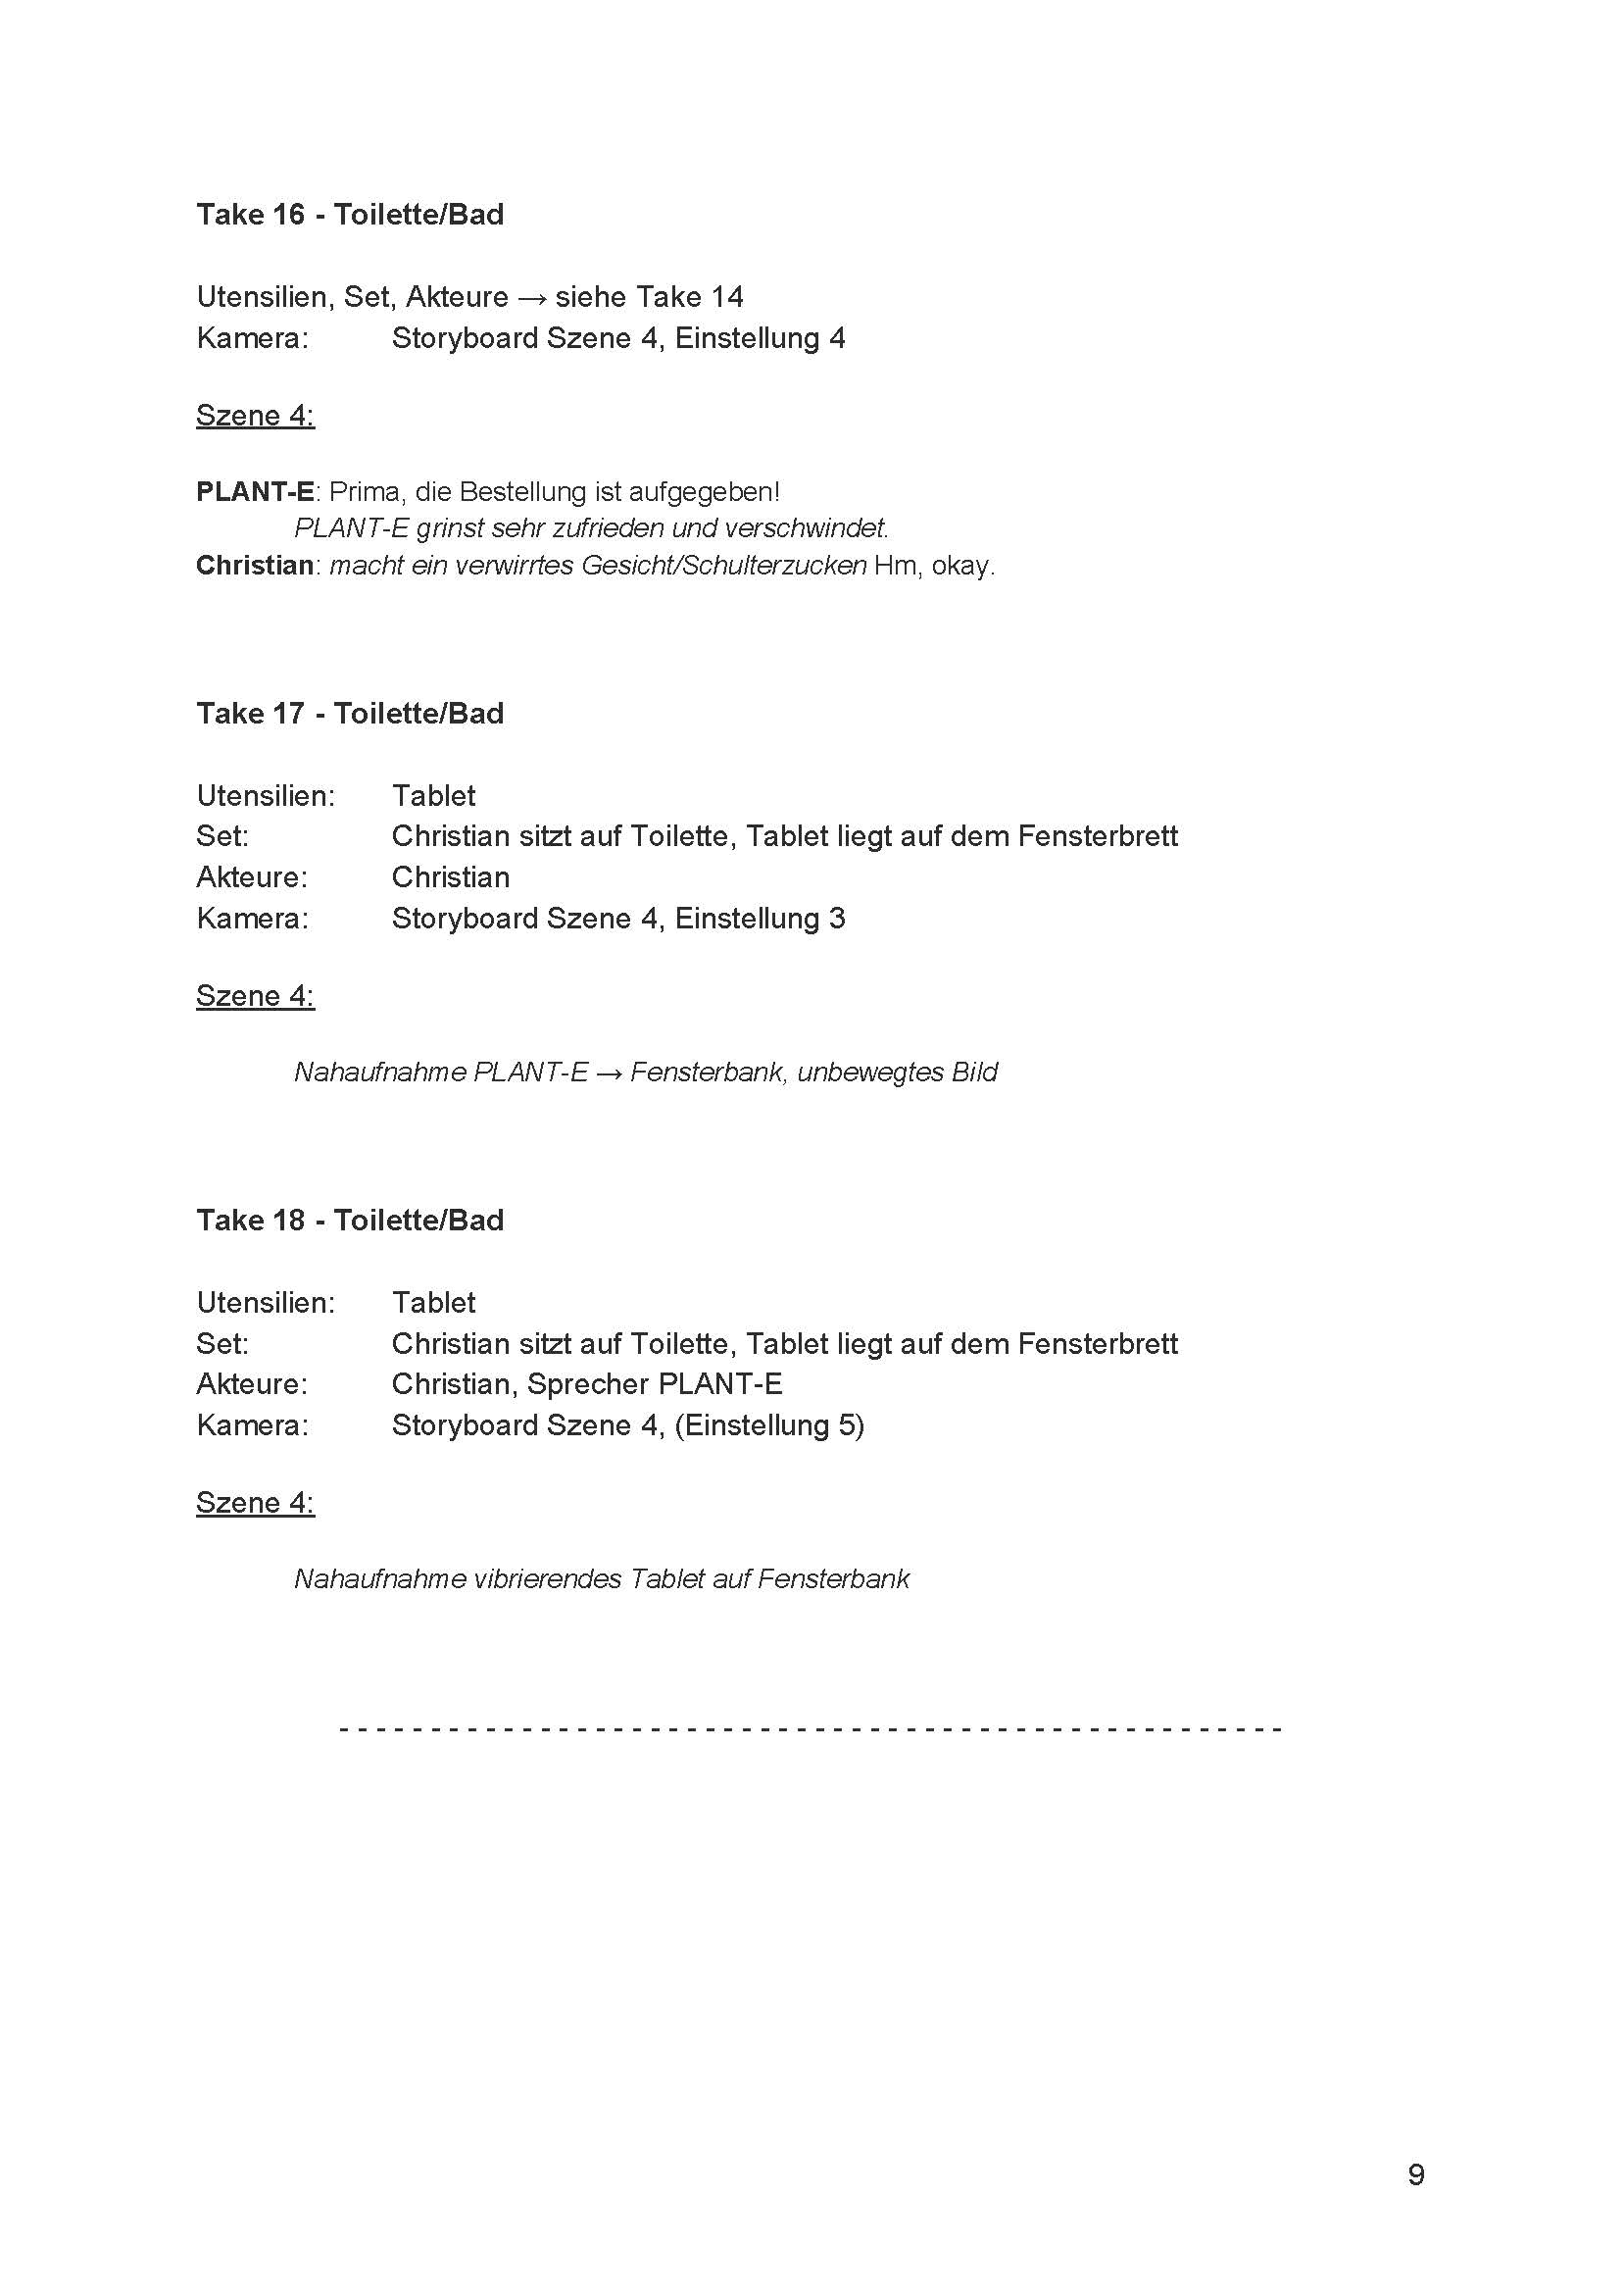 Take 16 - Toilette/Bad
Utensilien, Set, Akteure → siehe Take 14
Kamera: Storyboard Szene 4, Einstellung 4
Szene 4:
PLANT-E: Prima, die Bestellung ist aufgegeben!
PLANT-E grinst sehr zufrieden und verschwindet.
Christian: macht ein verwirrtes Gesicht/Schulterzucken Hm, okay.
Take 17 - Toilette/Bad
Utensilien: Tablet
Set: Christian sitzt auf Toilette, Tablet liegt auf dem Fensterbrett
Akteure: Christian
Kamera: Storyboard Szene 4, Einstellung 3
Szene 4:
Nahaufnahme PLANT-E → Fensterbank, unbewegtes Bild
Take 18 - Toilette/Bad
Utensilien: Tablet
Set: Christian sitzt auf Toilette, Tablet liegt auf dem Fensterbrett
Akteure: Christian, Sprecher PLANT-E
Kamera: Storyboard Szene 4, (Einstellung 5)
Szene 4:
Nahaufnahme vibrierendes Tablet auf Fensterbank
- - - - - - - - - - - - - - - - - - - - - - - - - - - - - - - - - - - - - - - - - - - - - - - - - - - -
9